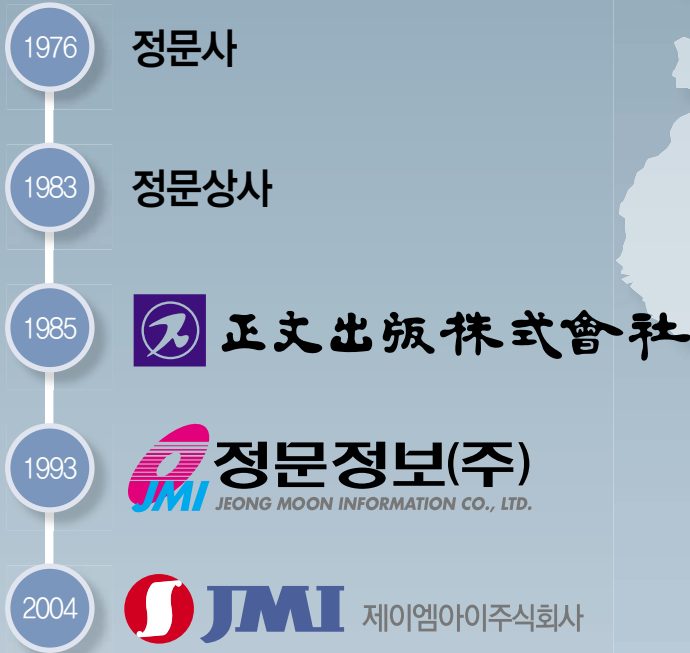 1976 정문사
1983 정문상사
1985 正文出版株式會社
1993 JMI 정문정보(주)
JEONG MOON INFORMATION CO., LTD.
2004 JMI 제이엠아이주식회사